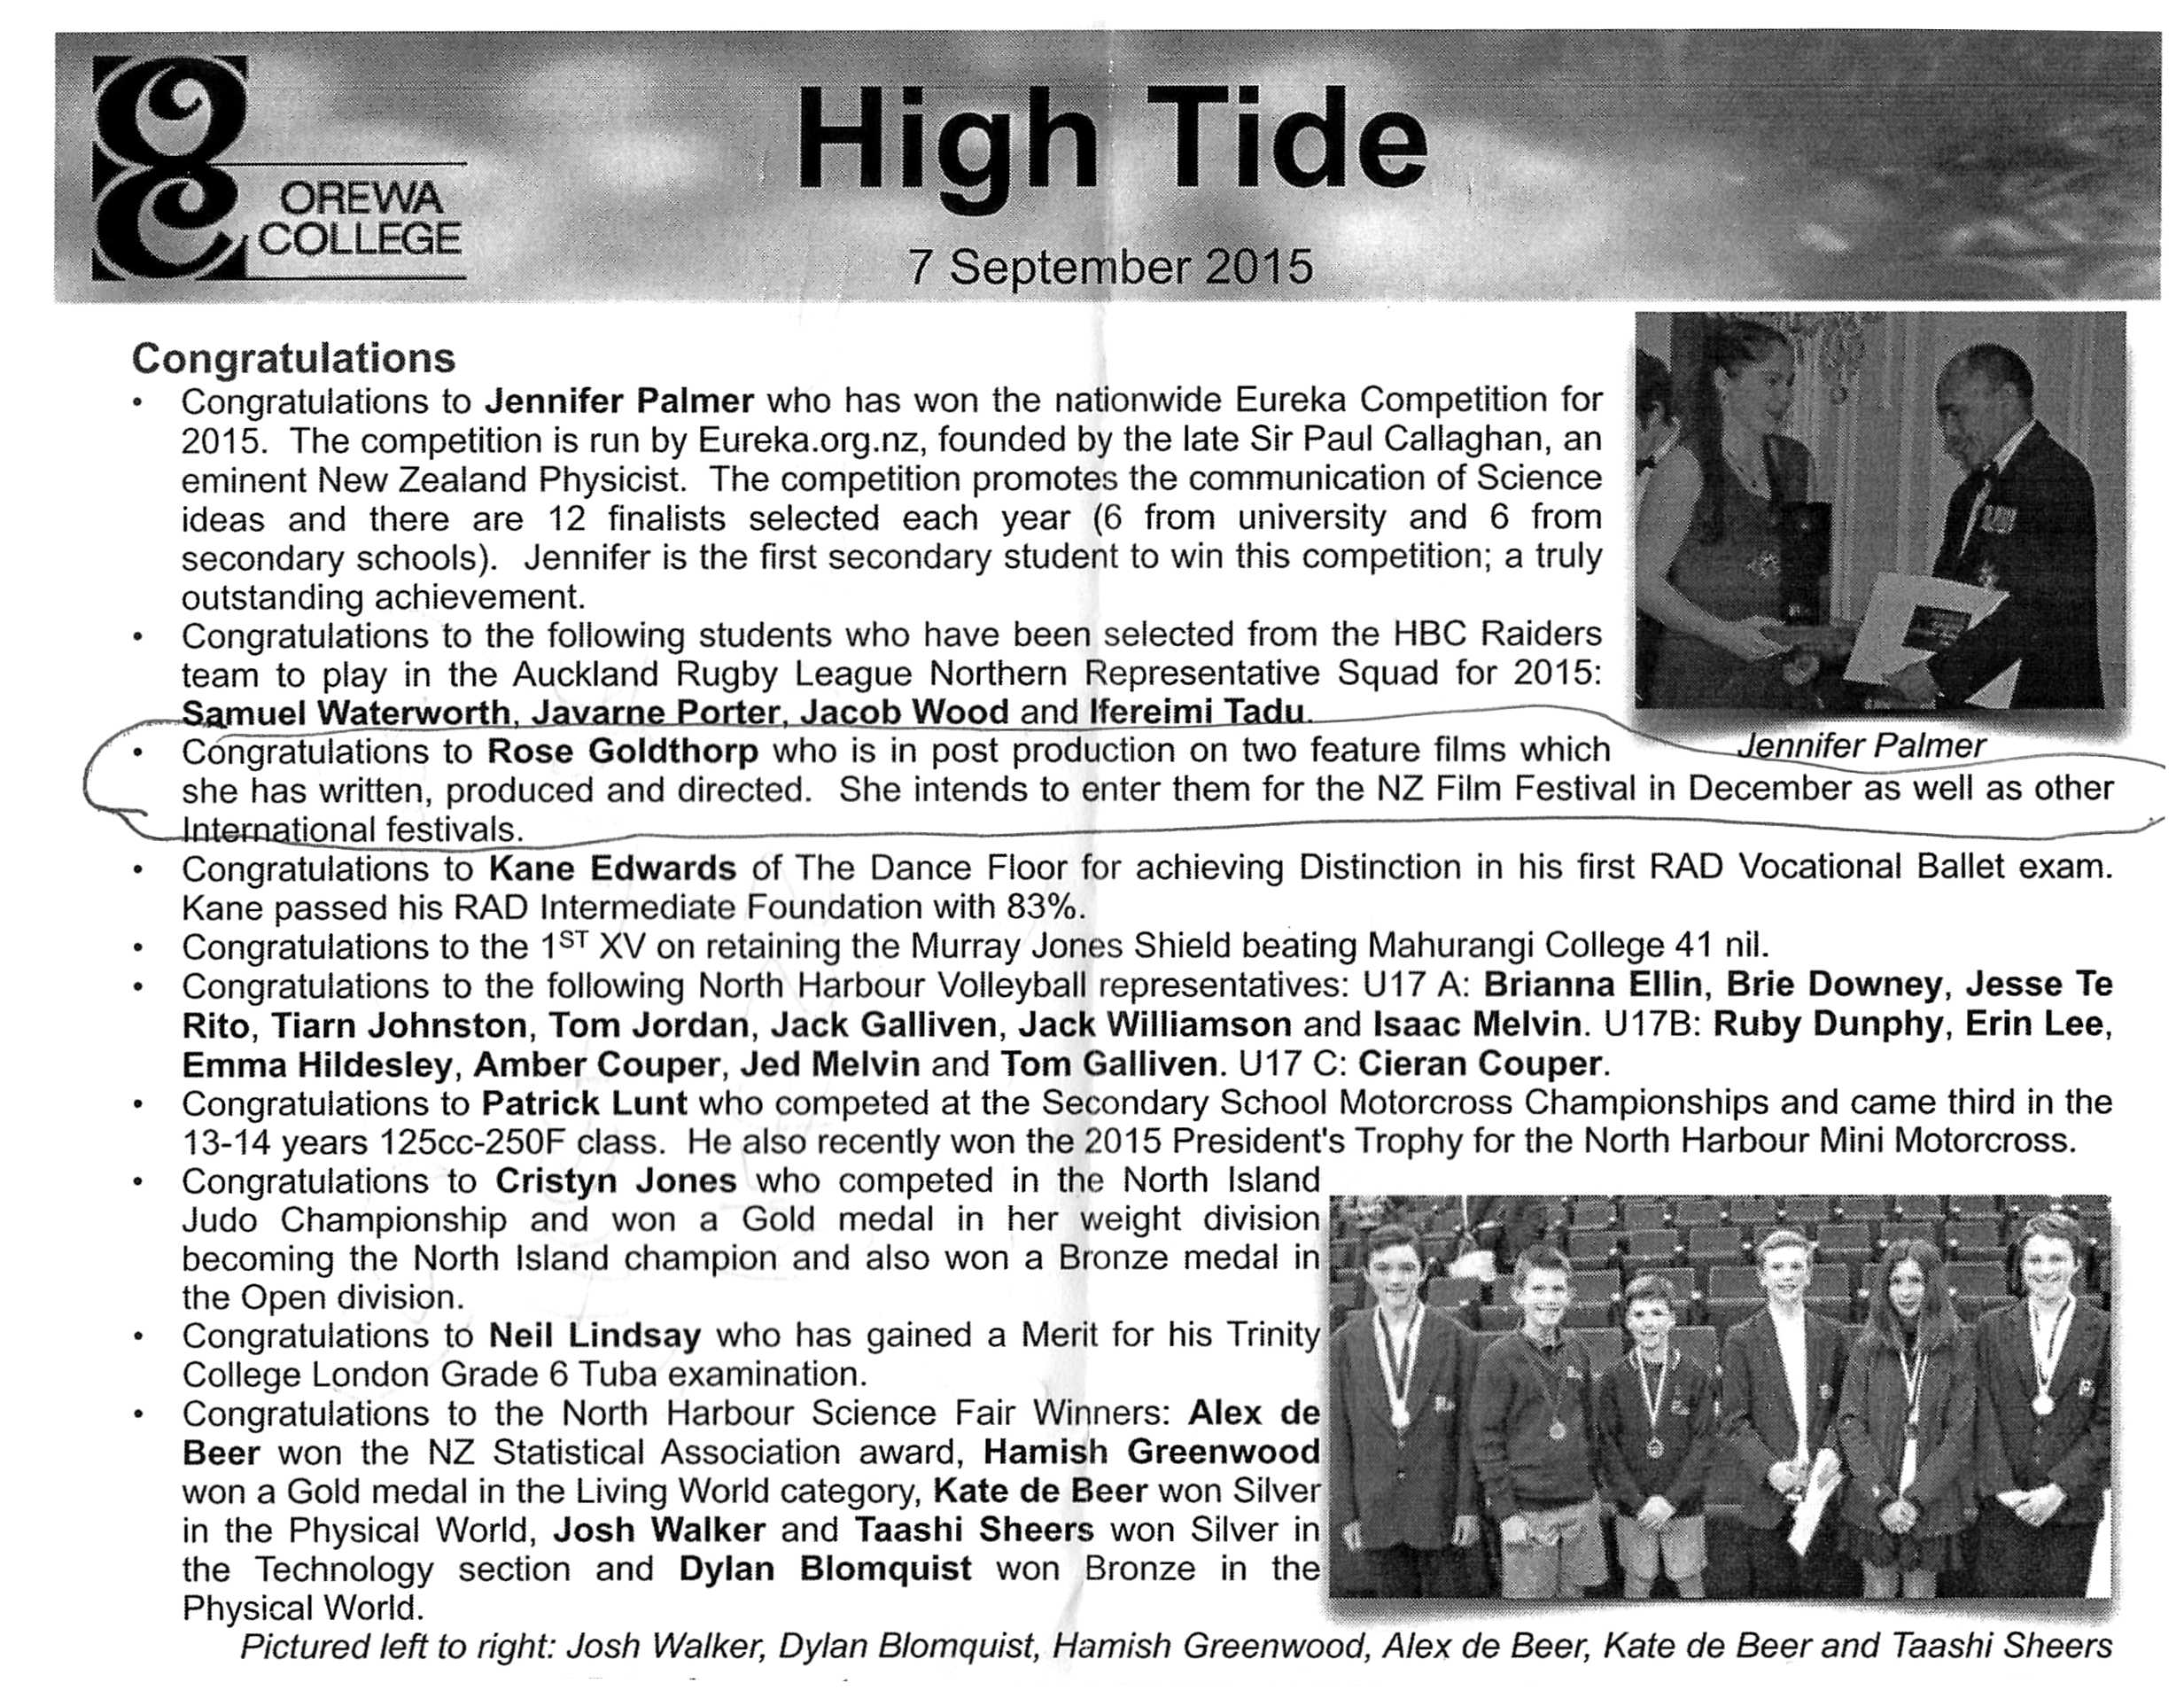 OREWA
COLLEGE
High Tide
7 September 2015
Congratulations
• Congratulations to Jennifer Palmer who has won the nationwide Eureka Competition for
2015. The competition is run by Eureka.org.nz, founded by the late Sir Paul Callaghan, an
eminent New Zealand Physicist. The competition promotes the communication of Science
ideas and there are 12 finalists selected each year (6 from university and 6 from
secondary schools). Jennifer is the first secondary student to win this competition; a truly
outstanding achievement.
• Congratulations to the following students who have been selected from the HBC Raiders
team to play in the Auckland Rugby League Northern Representative Squad for 2015:
Samuel Waterworth, Javarne Porter, Jacob Wood and Ifereimi Tadu.
Jennifer Palmer
• Congratulations to Rose Goldthorp who is in post production on two feature films which
she has written, produced and directed. She intends to enter them for the NZ Film Festival in December as well as other
International festivals.
• Congratulations to Kane Edwards of The Dance Floor for achieving Distinction in his first RAD Vocational Ballet exam.
Kane passed his RAD Intermediate Foundation with 83%.
• Congratulations to the 1ST XV on retaining the Murray Jones Shield beating Mahurangi College 41 nil.
• Congratulations to the following North Harbour Volleyball representatives: U17 A: Brianna Ellin, Brie Downey, Jesse Te
Rito, Tiarn Johnston, Tom Jordan, Jack Galliven, Jack Williamson and Isaac Melvin. U17B: Ruby Dunphy, Erin Lee,
Emma Hildesley, Amber Couper, Jed Melvin and Tom Galliven. U17 C: Cieran Couper.
• Congratulations to Patrick Lunt who competed at the Secondary School Motorcross Championships and came third in the
13-14 years 125cc-250F class. He also recently won the 2015 President's Trophy for the North Harbour Mini Motorcross.
• Congratulations to Cristyn Jones who competed in the North Island
Judo Championship and won a Gold medal in her weight division
becoming the North Island champion and also won a Bronze medal in
the Open division.
• Congratulations to Neil Lindsay who has gained a Merit for his Trinity
College London Grade 6 Tuba examination.
• Congratulations to the North Harbour Science Fair Winners: Alex de
Beer won the NZ Statistical Association award, Hamish Greenwood
won a Gold medal in the Living World category, Kate de Beer won Silver
in the Physical World, Josh Walker and Taashi Sheers won Silver in
the Technology section and Dylan Blomquist won Bronze in the
Physical World.
Pictured left to right: Josh Walker, Dylan Blomquist, Hamish Greenwood, Alex de Beer, Kate de Beer and Taashi Sheers